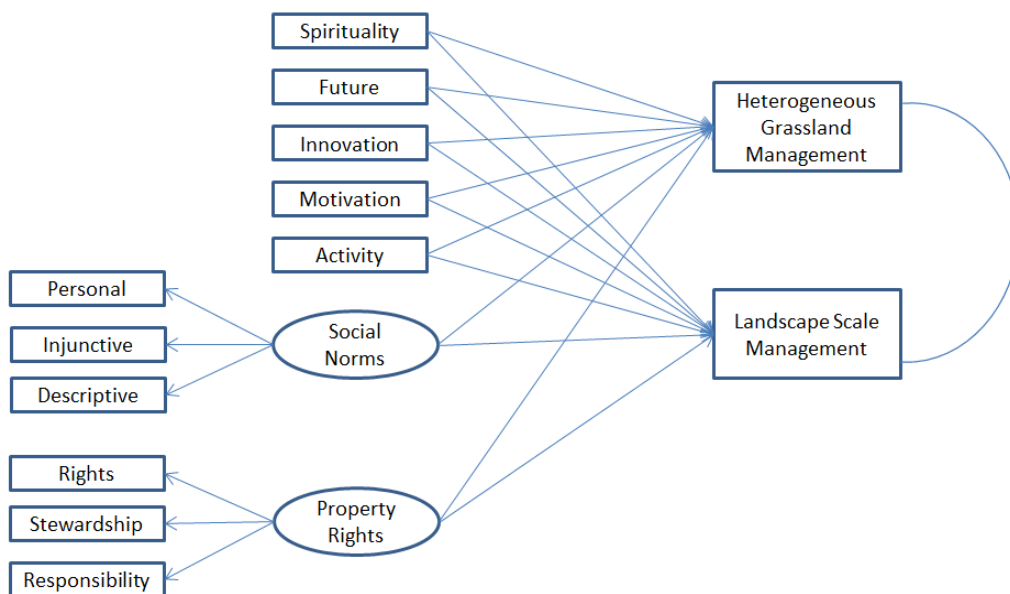 Spirituality
Future
Innovation
Motivation
Activity
Heterogeneous
Grassland
Management
Landscape Scale
Management
Personal
Injunctive
Descriptive
Social
Norms
Rights
Stewardship
Responsibility
Property
Rights